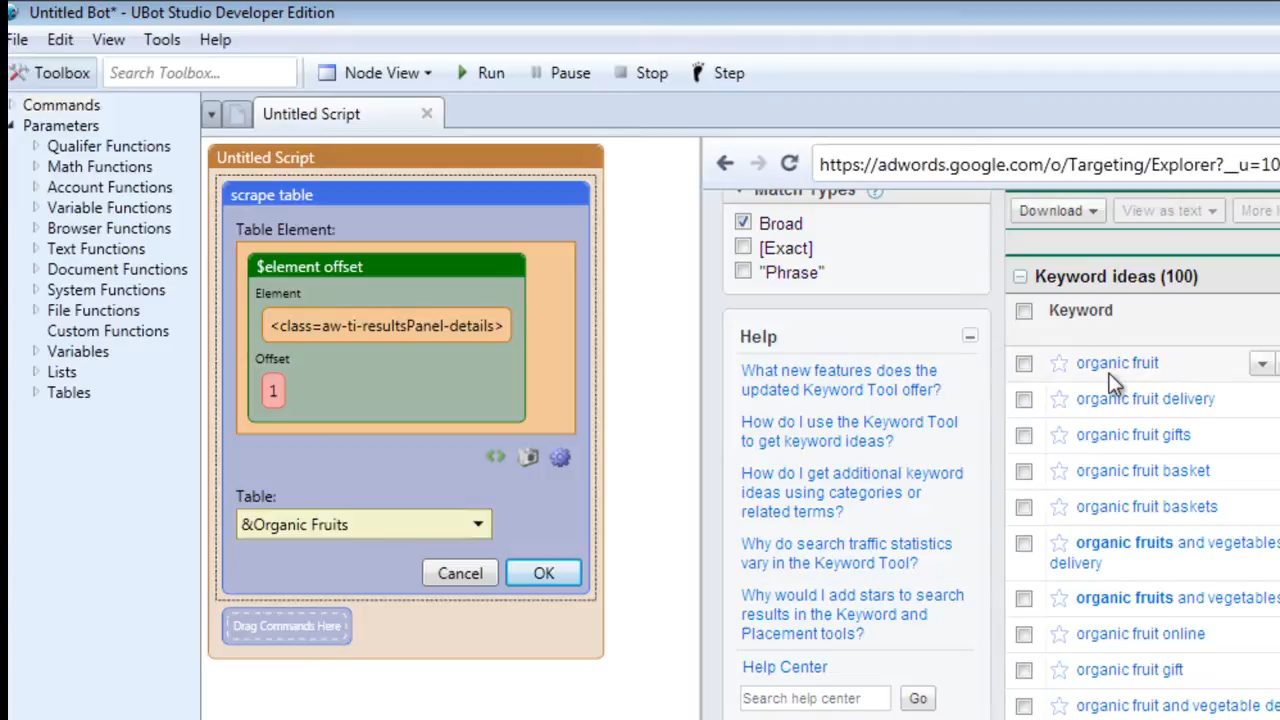 Untitled Bot* - UBot Studio Developer Edition
File Edit View Tools Help
Toolbox Search Toolbox... Node View Run Pause Stop Step
Commands
Parameters
Qualifer Functions
Math Functions
Account Functions
Variable Functions
Browser Functions
Text Functions
Document Functions
System Functions
File Functions
Custom Functions
Variables
Lists
Tables
Untitled Script
Untitled Script
scrape table
Table Element:
$element offset
Element
<class=aw-ti-resultsPanel-details>
Offset
1
Table:
&Organic Fruits
Cancel OK
Drag Commands Here
https://adwords.google.com/o/Targeting/Explorer?__u=10
Match Types ?
Broad
[Exact]
"Phrase"
Help
What new features does the
updated Keyword Tool offer?
How do I use the Keyword Tool
to get keyword ideas?
How do I get additional keyword
ideas using categories or
related terms?
Why do search traffic statistics
vary in the Keyword Tool?
Why would I add stars to search
results in the Keyword and
Placement tools?
Help Center
Search help center Go
Download View as text More
Keyword ideas (100)
Keyword
organic fruit
organic fruit delivery
organic fruit gifts
organic fruit basket
organic fruit baskets
organic fruits and vegetables
delivery
organic fruits and vegetables
organic fruit online
organic fruit gift
organic fruit and vegetable de